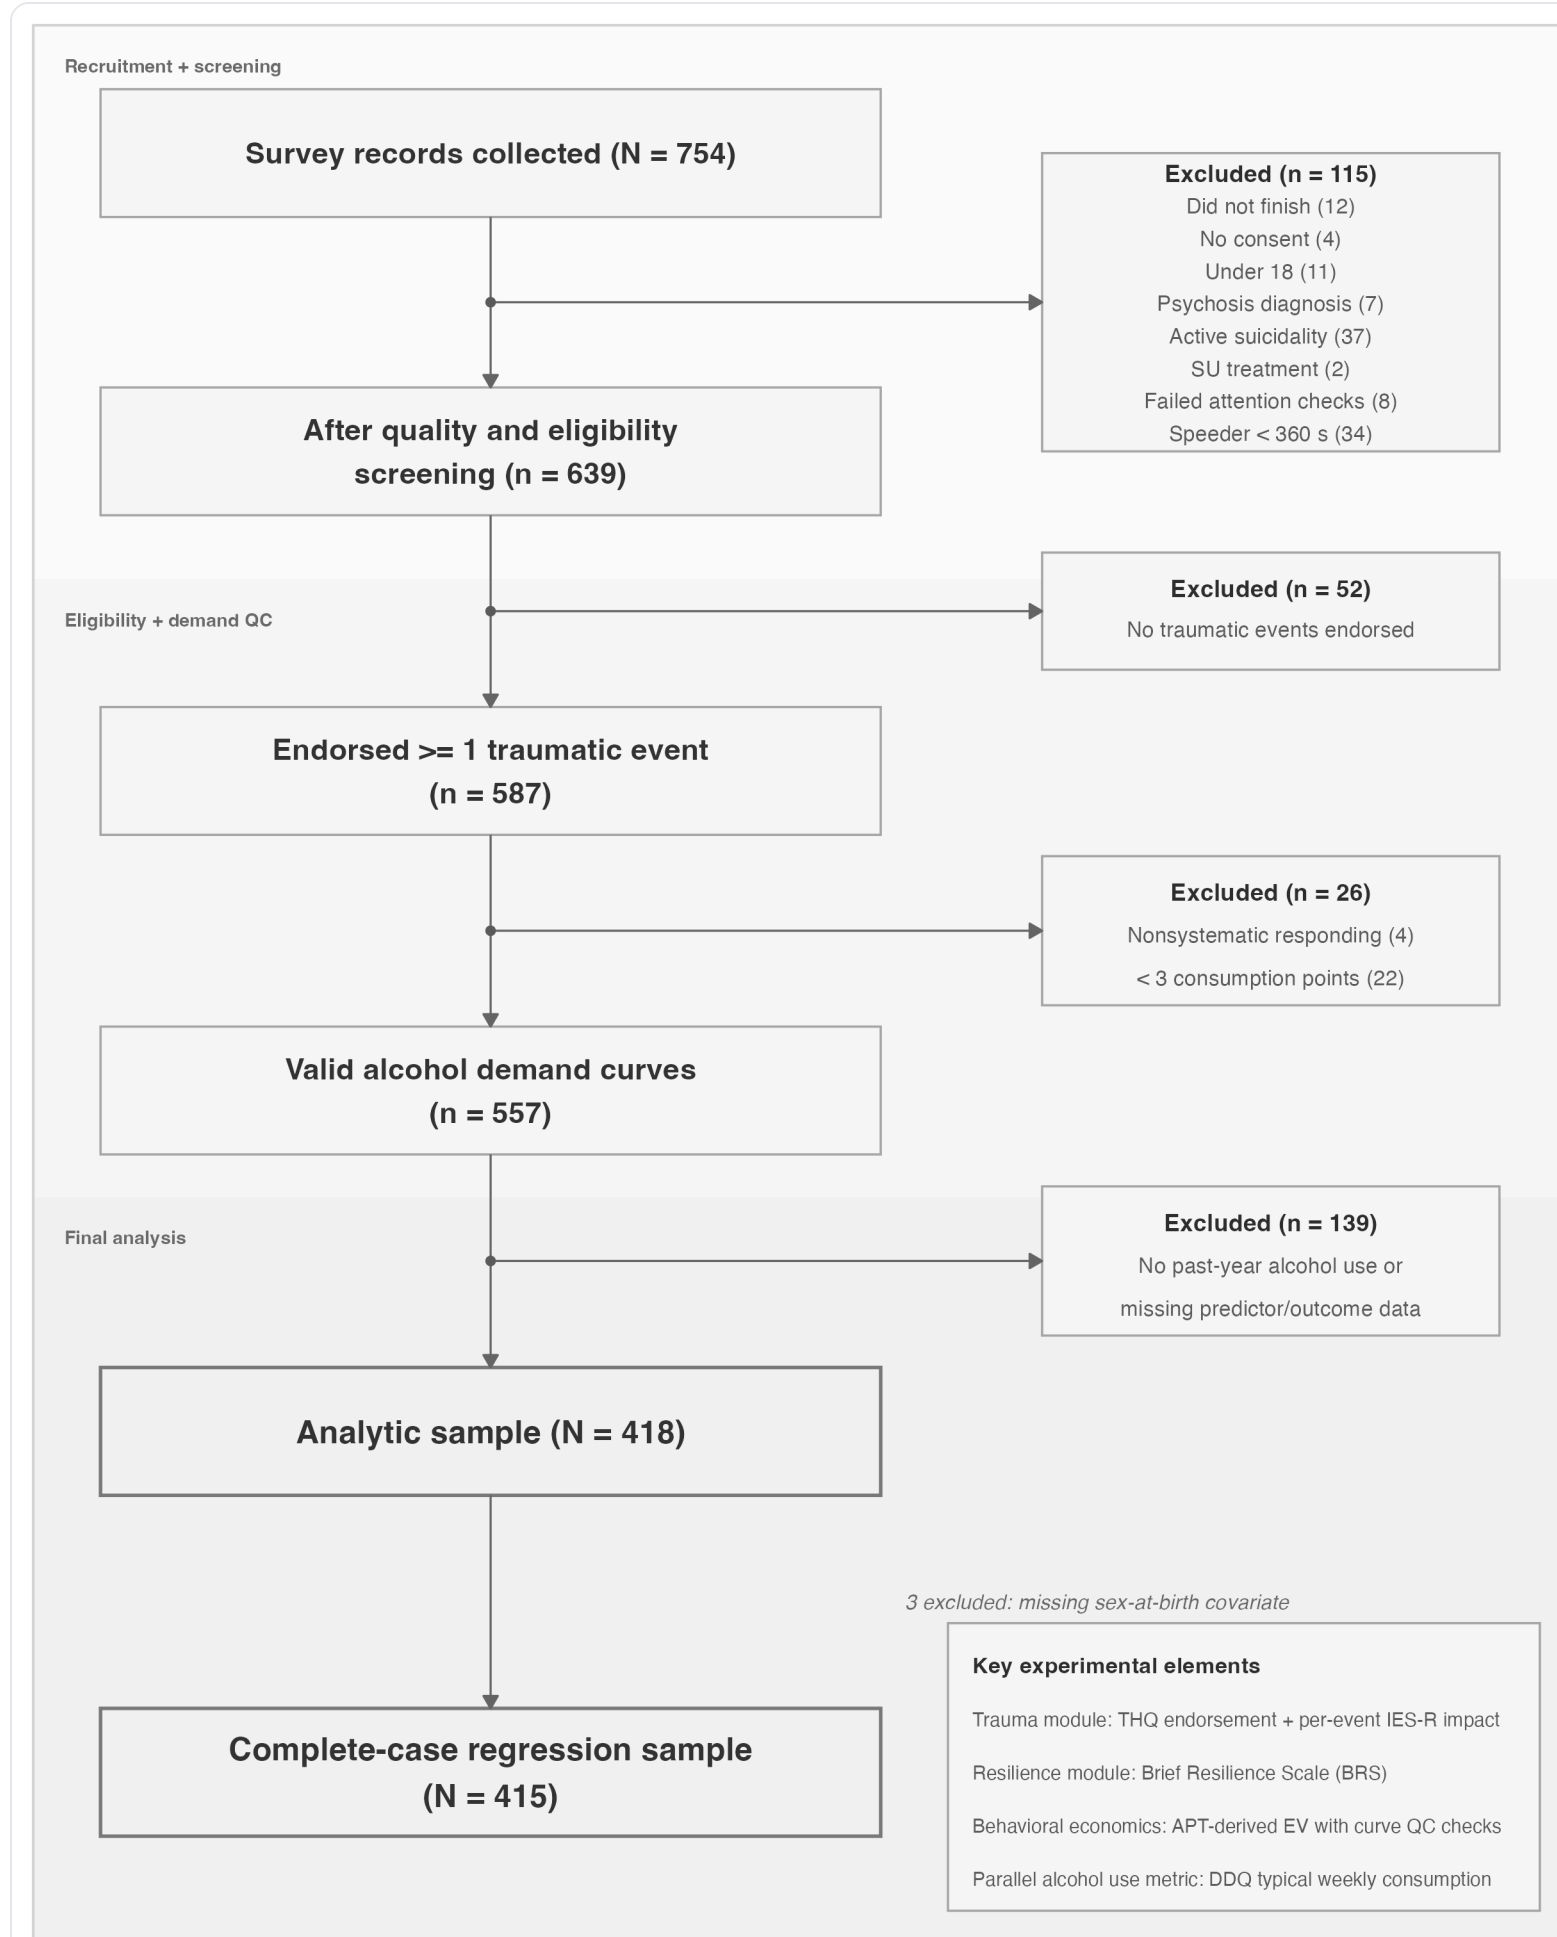 Recruitment + screening
Survey records collected (N = 754)
Excluded (n = 115)
Did not finish (12)
No consent (4)
Under 18 (11)
Psychosis diagnosis (7)
Active suicidality (37)
SU treatment (2)
Failed attention checks (8)
Speeder < 360 s (34)
After quality and eligibility
screening (n = 639)
Excluded (n = 52)
No traumatic events endorsed
Eligibility + demand QC
Endorsed >= 1 traumatic event
(n = 587)
Excluded (n = 26)
Nonsystematic responding (4)
< 3 consumption points (22)
Valid alcohol demand curves
(n = 557)
Excluded (n = 139)
No past-year alcohol use or
missing predictor/outcome data
Final analysis
Analytic sample (N = 418)
3 excluded: missing sex-at-birth covariate
Complete-case regression sample
(N = 415)
Key experimental elements
Trauma module: THQ endorsement + per-event IES-R impact
Resilience module: Brief Resilience Scale (BRS)
Behavioral economics: APT-derived EV with curve QC checks
Parallel alcohol use metric: DDQ typical weekly consumption